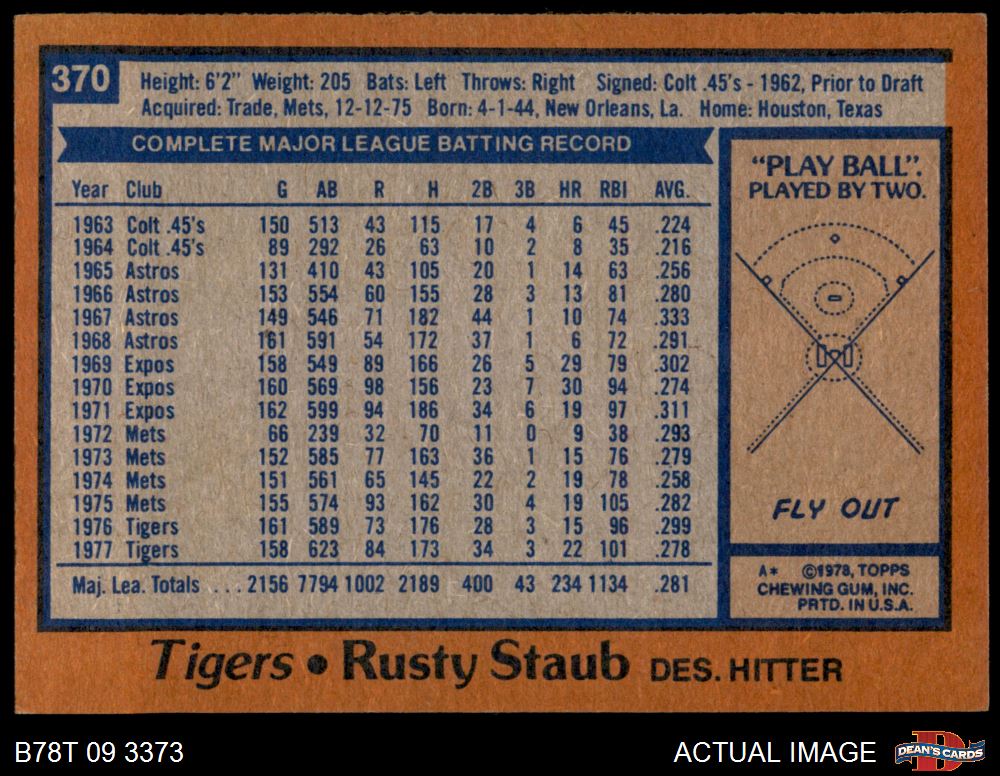 370
Height: 6'2" Weight: 205 Bats: Left Throws: Right Signed: Colt .45's - 1962, Prior to Draft
Acquired: Trade, Mets, 12-12-75 Born: 4-1-44, New Orleans, La. Home: Houston, Texas
COMPLETE MAJOR LEAGUE BATTING RECORD
Year Club G AB R H 2B 3B HR RBI AVG.
1963 Colt .45's 150 513 43 115 17 4 6 45 .224
1964 Colt .45's 89 292 26 63 10 2 8 35 .216
1965 Astros 131 410 43 105 20 1 14 63 .256
1966 Astros 153 554 60 155 28 3 13 81 .280
1967 Astros 149 546 71 182 44 1 10 74 .333
1968 Astros 161 591 54 172 37 1 6 72 .291
1969 Expos 158 549 89 166 26 5 29 79 .302
1970 Expos 160 569 98 156 23 7 30 94 .274
1971 Expos 162 599 94 186 34 6 19 97 .311
1972 Mets 66 239 32 70 11 0 9 38 .293
1973 Mets 152 585 77 163 36 1 15 76 .279
1974 Mets 151 561 65 145 22 2 19 78 .258
1975 Mets 155 574 93 162 30 4 19 105 .282
1976 Tigers 161 589 73 176 28 3 15 96 .299
1977 Tigers 158 623 84 173 34 3 22 101 .278
Maj. Lea. Totals . . . 2156 7794 1002 2189 400 43 234 1134 .281
"PLAY BALL".
PLAYED BY TWO.
FLY OUT
A* ©1978, TOPPS
CHEWING GUM, INC.
PRTD. IN U.S.A.
Tigers • Rusty Staub DES. HITTER
B78T 09 3373
ACTUAL IMAGE
D
DEAN'S CARDS